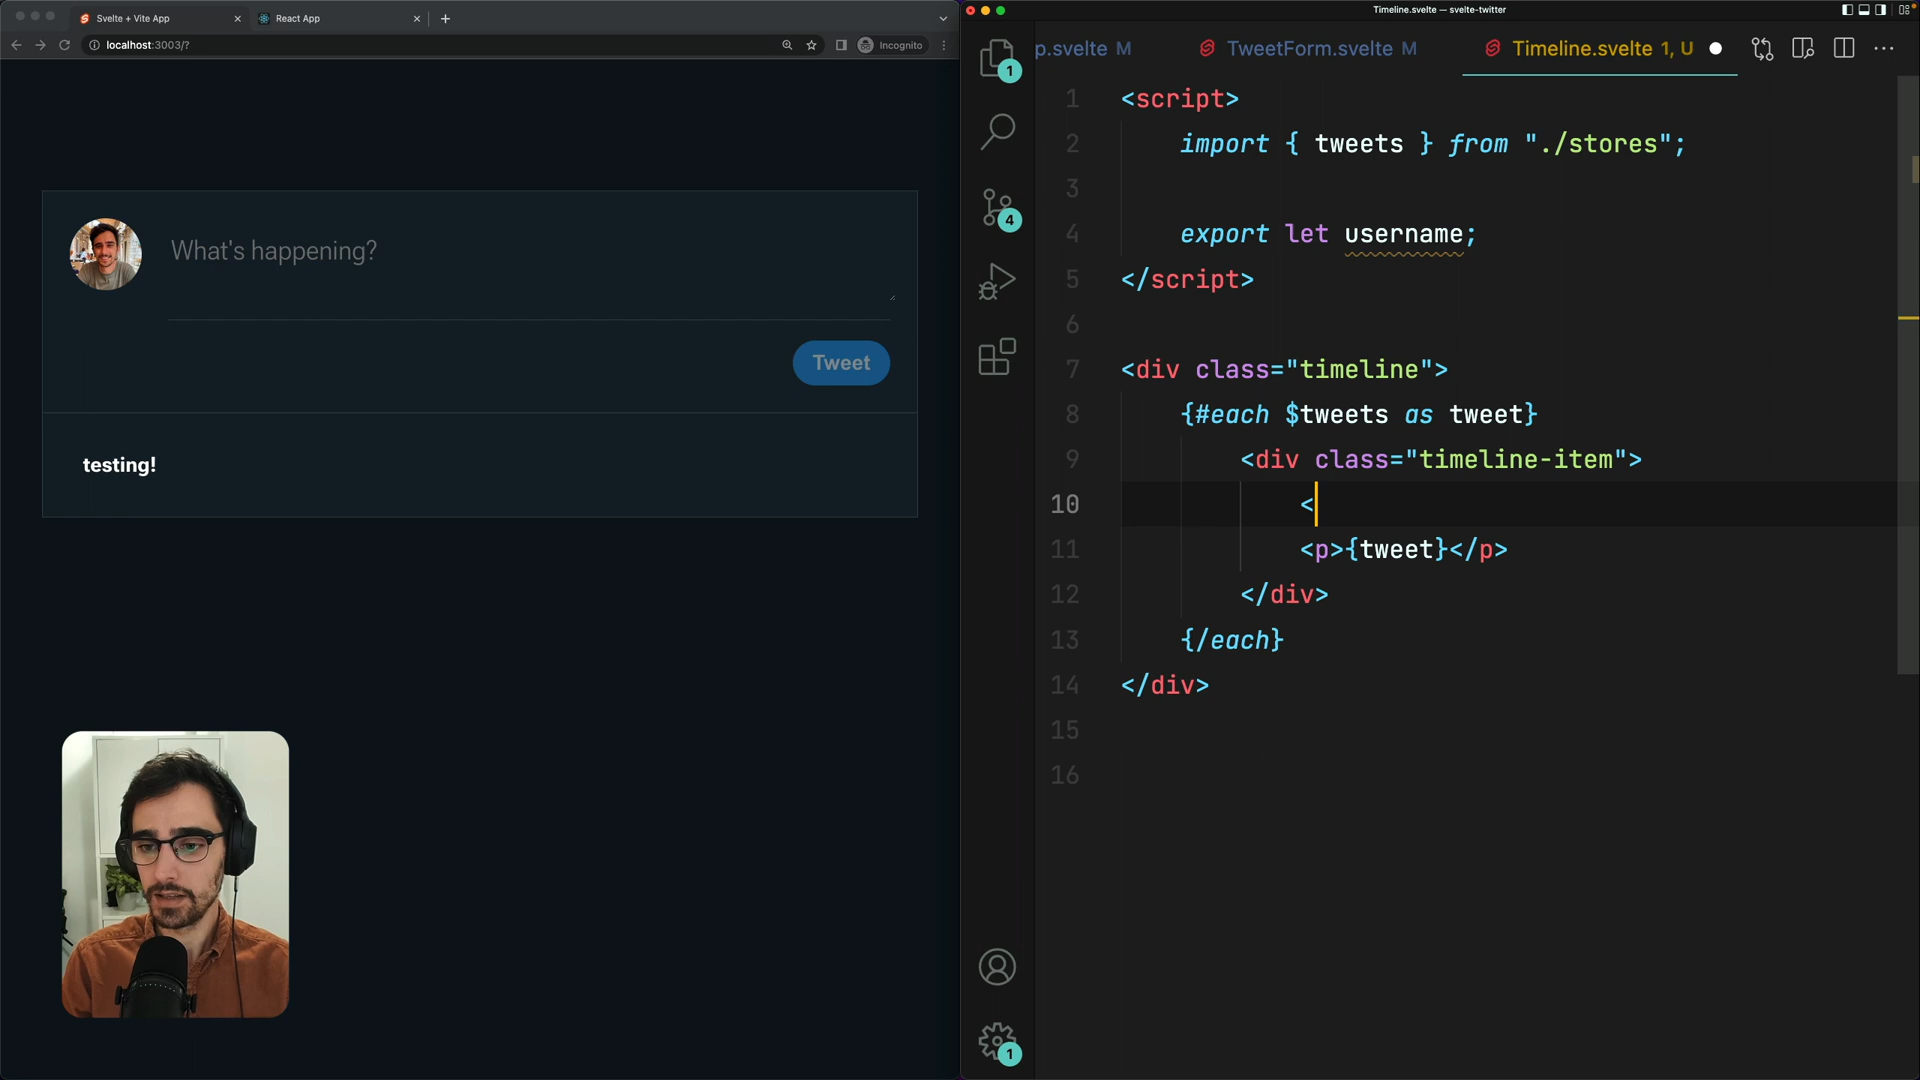 Svelte + Vite App
React App
localhost:3003/?
Incognito
What's happening?
Tweet
testing!
Timeline.svelte — svelte-twitter
p.svelte M
TweetForm.svelte M
Timeline.svelte 1, U
1
4
1
1 <script>
2 import { tweets } from "./stores";
3
4 export let username;
5 </script>
6
7 <div class="timeline">
8 {#each $tweets as tweet}
9 <div class="timeline-item">
10 <
11 <p>{tweet}</p>
12 </div>
13 {/each}
14 </div>
15
16